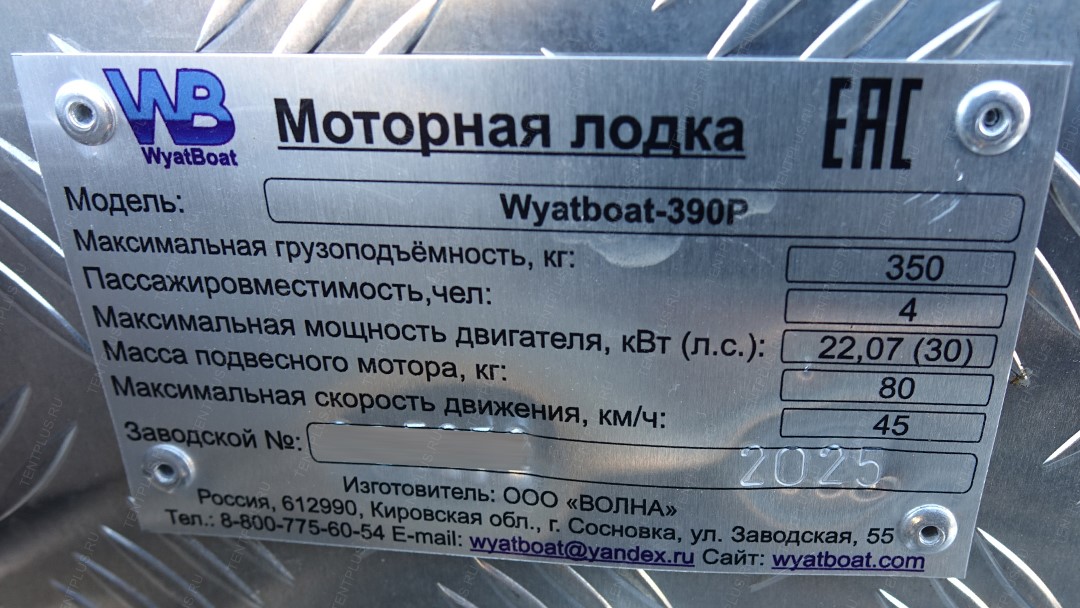 WB
WyatBoat
Моторная лодка
EAC
Модель: Wyatboat-390P
Максимальная грузоподъёмность, кг: 350
Пассажировместимость,чел: 4
Максимальная мощность двигателя, кВт (л.с.): 22,07 (30)
Масса подвесного мотора, кг: 80
Максимальная скорость движения, км/ч: 45
Заводской №: 2025
Изготовитель: ООО «ВОЛНА»
Россия, 612990, Кировская обл., г. Сосновка, ул. Заводская, 55
Тел.: 8-800-775-60-54 E-mail: wyatboat@yandex.ru Сайт: wyatboat.com